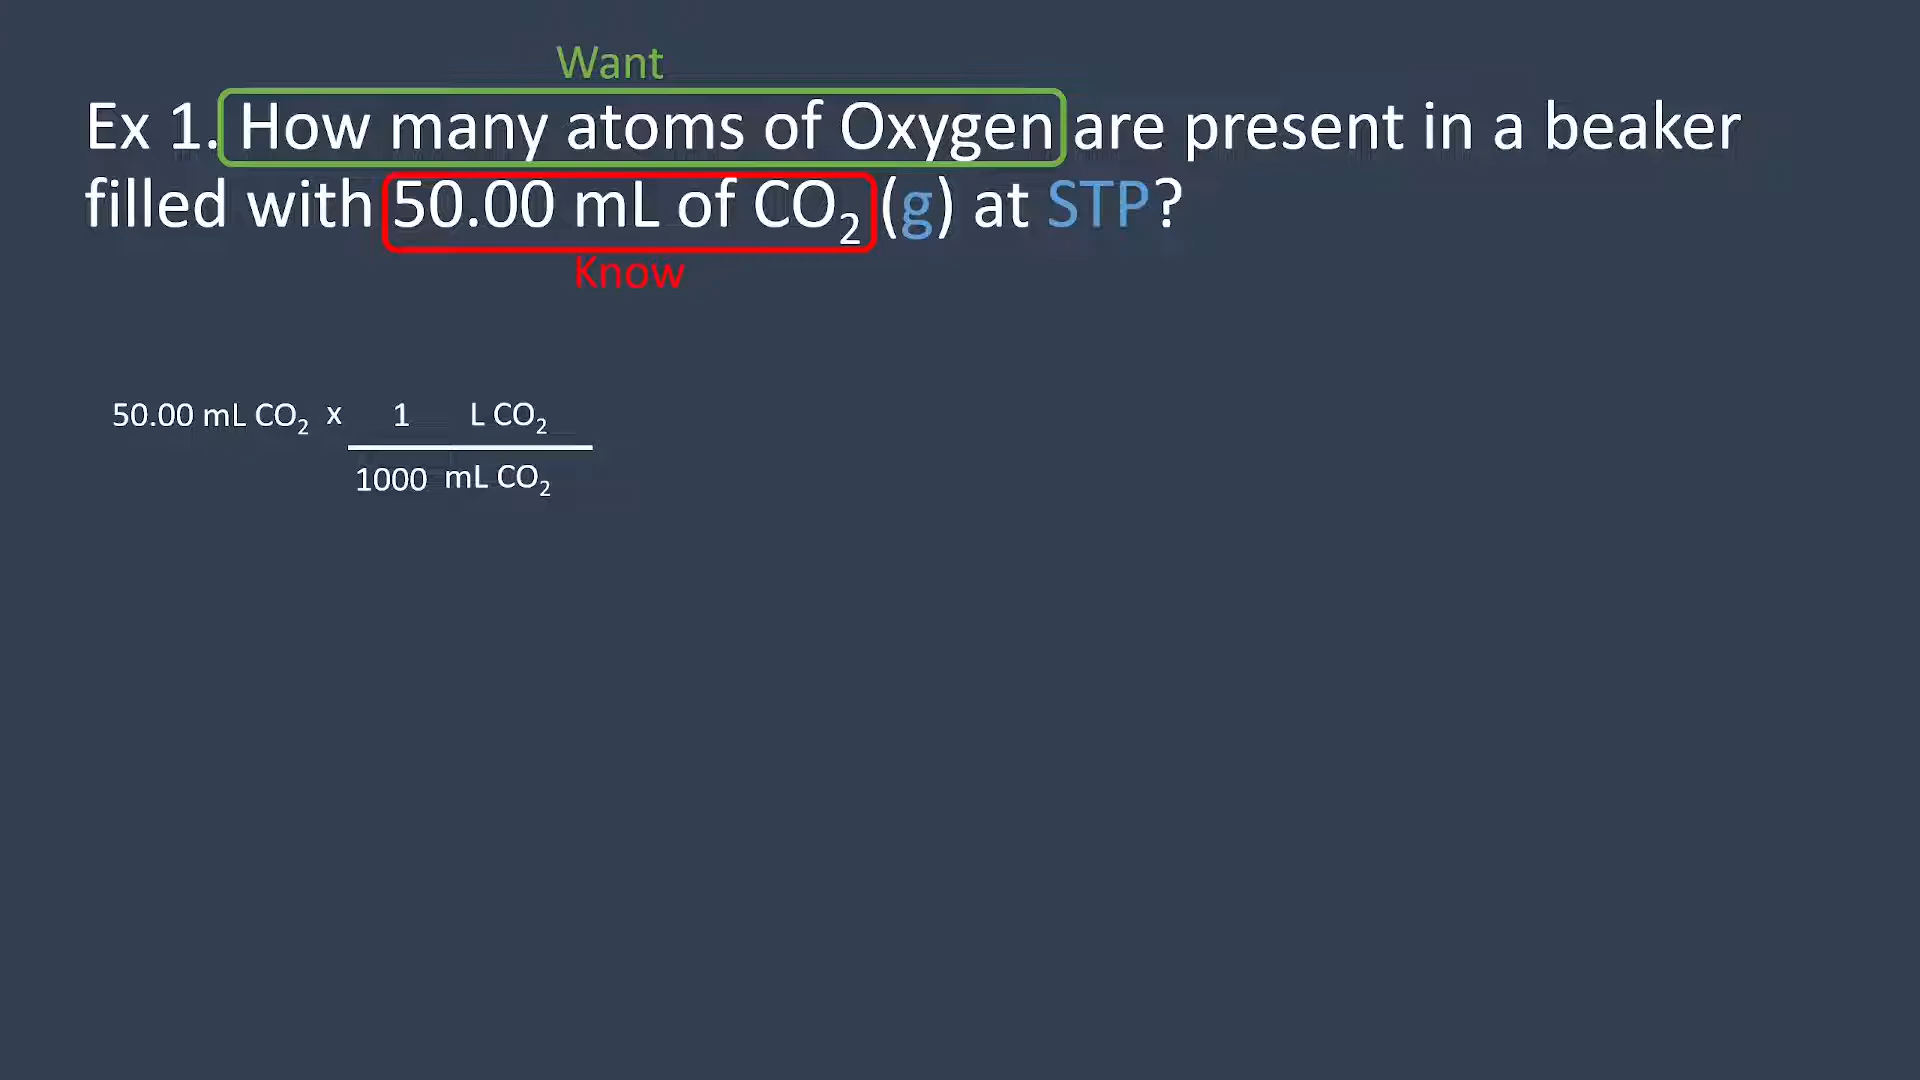 Want
Ex 1. How many atoms of Oxygen are present in a beaker
filled with 50.00 mL of CO₂ (g) at STP?
Know
50.00 mL CO₂ x 1 L CO₂
1000 mL CO₂